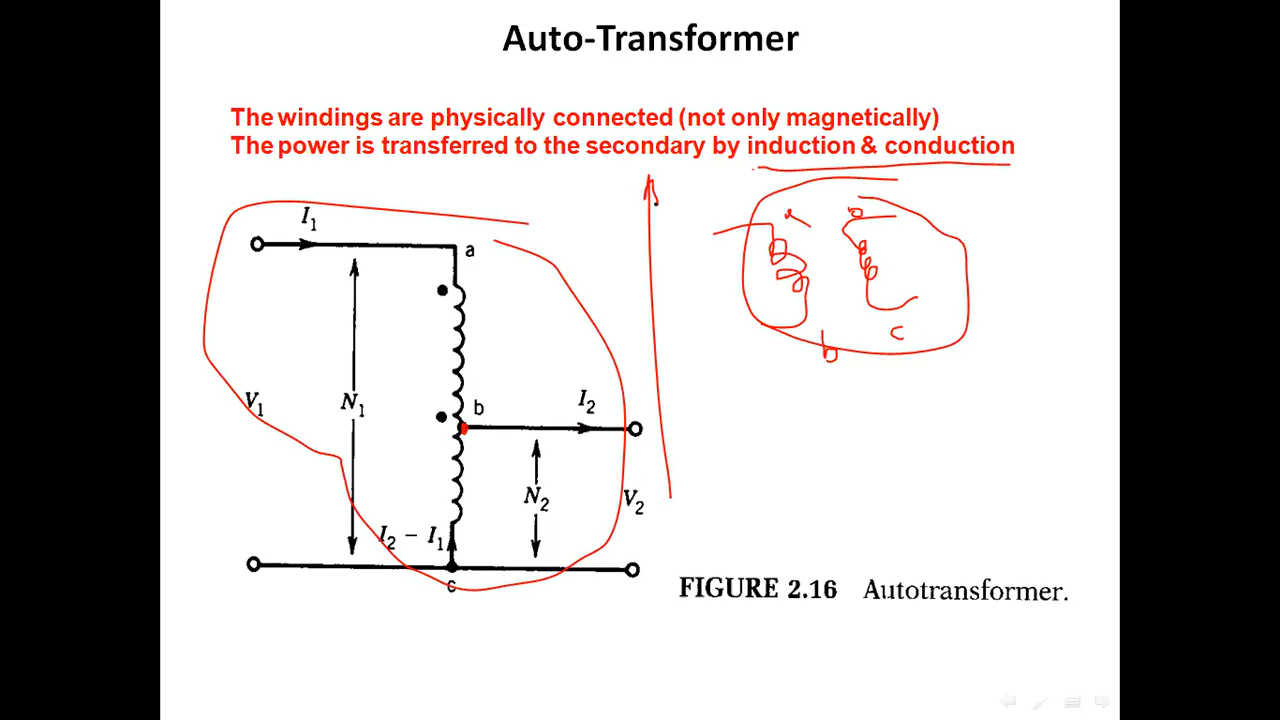 Auto-Transformer
The windings are physically connected (not only magnetically)
The power is transferred to the secondary by induction & conduction
I1
a
V1
N1
b
I2
N2
V2
I2 − I1
c
b
c
FIGURE 2.16 Autotransformer.